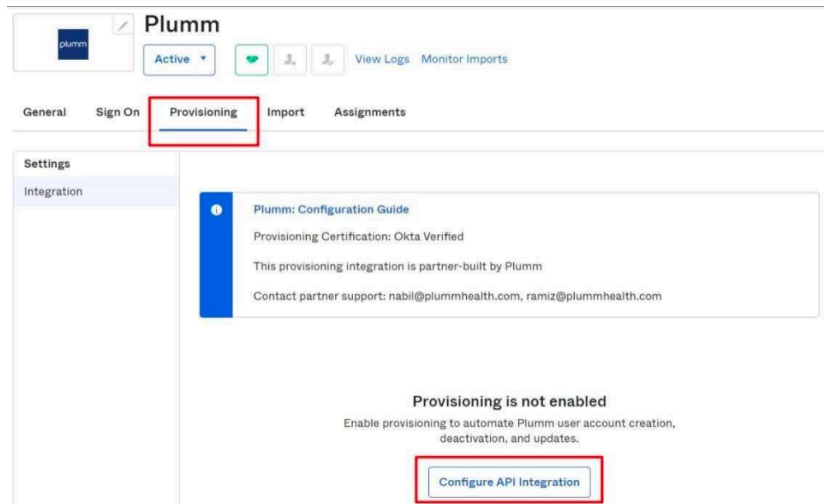 plumm
Plumm
Active
View Logs Monitor Imports
General Sign On Provisioning Import Assignments
Settings
Integration
Plumm: Configuration Guide
Provisioning Certification: Okta Verified
This provisioning integration is partner-built by Plumm
Contact partner support: nabil@plummhealth.com, ramiz@plummhealth.com
Provisioning is not enabled
Enable provisioning to automate Plumm user account creation,
deactivation, and updates.
Configure API Integration